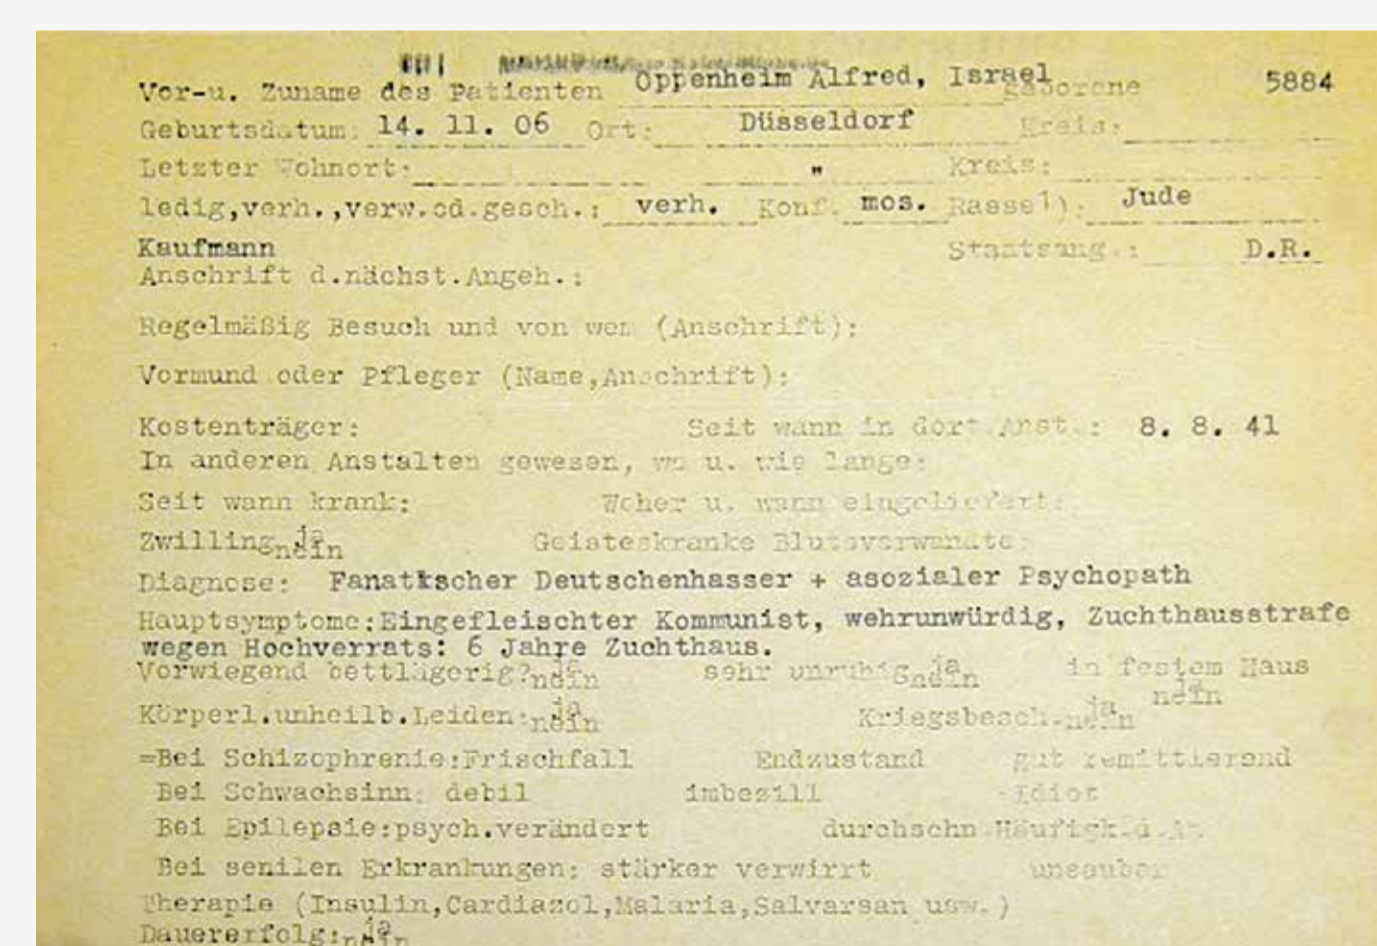 Vor-u. Zuname des Patienten Oppenheim Alfred, Israel geborene 5884
Geburtsdatum: 14. 11. 06 Ort: Düsseldorf Kreis:
Letzter Wohnort: " Kreis:
ledig,verh.,verw.od.gesch.: verh. Konf. mos. Rasse1): Jude
Kaufmann Staatsang.: D.R.
Anschrift d.nächst.Angeh.:
Regelmäßig Besuch und von wem (Anschrift):
Vormund oder Pfleger (Name,Anschrift):
Kostenträger: Seit wann in dort.Anst.: 8. 8. 41
In anderen Anstalten gewesen, wo u. wie lange:
Seit wann krank: Woher u. wann eingeliefert:
Zwilling ja nein Geisteskranke Blutsverwandte:
Diagnose: Fanatischer Deutschenhasser + asozialer Psychopath
Hauptsymptome:Eingefleischter Kommunist, wehrunwürdig, Zuchthausstrafe
wegen Hochverrats: 6 Jahre Zuchthaus.
Vorwiegend bettlägerig? ja nein sehr unruhig ja nein in festem Haus ja nein
Körperl.unheilb.Leiden: ja nein Kriegsbesch. ja nein
=Bei Schizophrenie:Frischfall Endzustand gut remittierend
Bei Schwachsinn: debil imbezill Idiot
Bei Epilepsie:psych.verändert durchschn.Häufigk.d.
Bei senilen Erkrankungen: stärker verwirrt unsauber
Therapie (Insulin,Cardiazol,Malaria,Salvarsan usw.)
Dauererfolg: ja nein